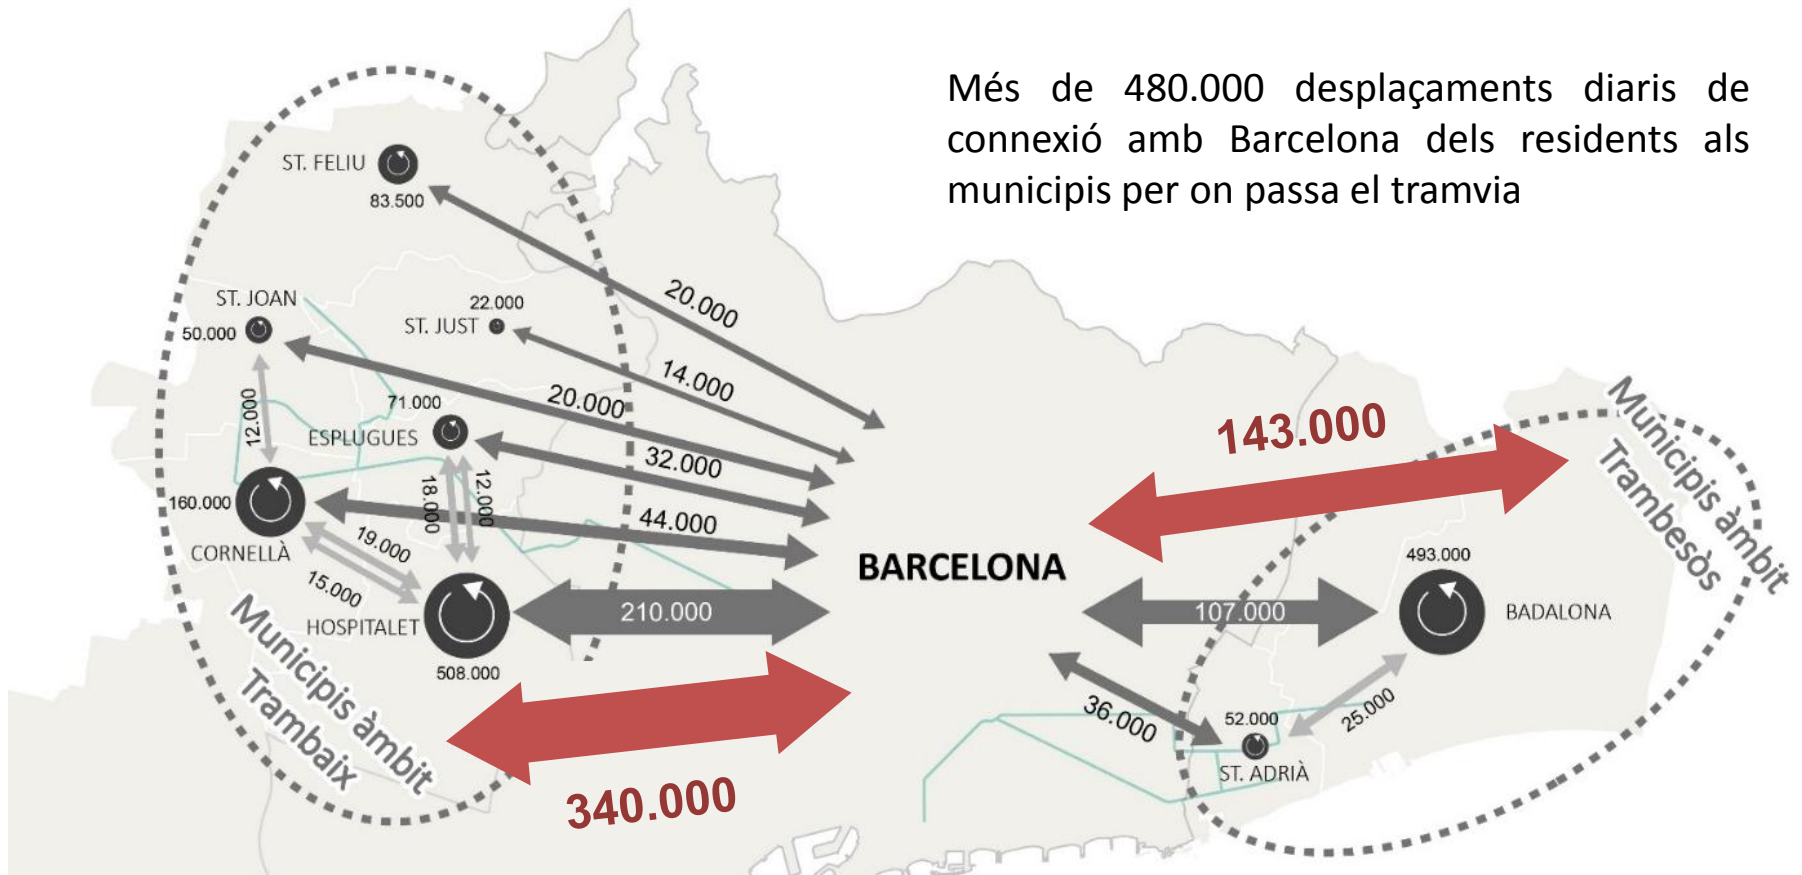 Més de 480.000 desplaçaments diaris de
connexió amb Barcelona dels residents als
municipis per on passa el tramvia
ST. FELIU
83.500
20.000
ST. JOAN
50.000
22.000
ST. JUST
14.000
20.000
12.000
71.000
ESPLUGUES
32.000
18.000
12.000
160.000
CORNELLÀ
44.000
19.000
15.000
HOSPITALET
508.000
210.000
BARCELONA
143.000
107.000
493.000
BADALONA
36.000
52.000
ST. ADRIÀ
25.000
340.000
Municipis àmbit
Trambaix
Municipis àmbit
Trambesòs